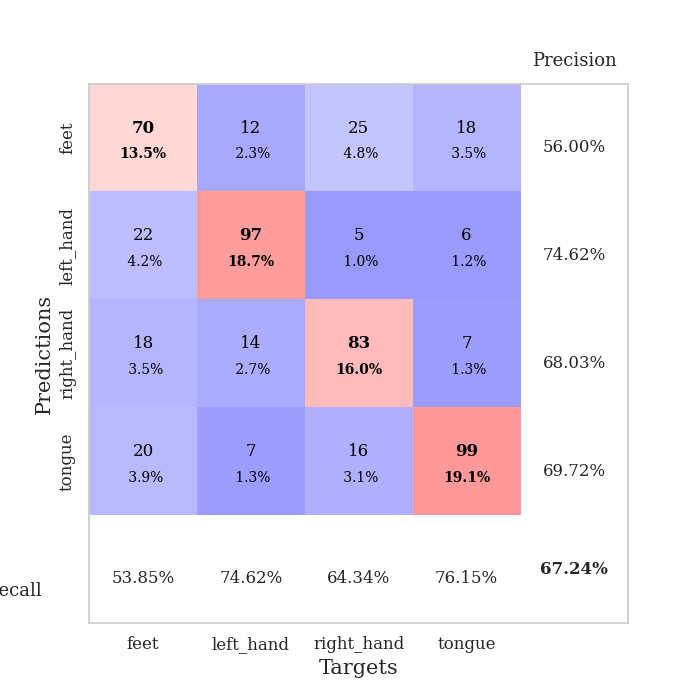 Precision
feet
70 12 25 18
13.5% 2.3% 4.8% 3.5%
56.00%
left_hand
22 97 5 6
4.2% 18.7% 1.0% 1.2%
74.62%
right_hand
18 14 83 7
3.5% 2.7% 16.0% 1.3%
68.03%
tongue
20 7 16 99
3.9% 1.3% 3.1% 19.1%
69.72%
Predictions
ecall
53.85% 74.62% 64.34% 76.15% 67.24%
feet left_hand right_hand tongue
Targets